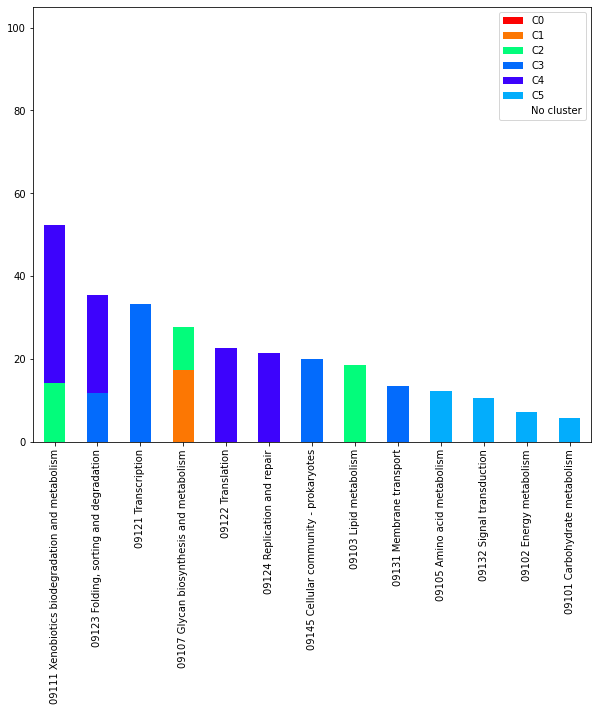 100
80
60
40
20
0
C0
C1
C2
C3
C4
C5
No cluster
09111 Xenobiotics biodegradation and metabolism
09123 Folding, sorting and degradation
09121 Transcription
09107 Glycan biosynthesis and metabolism
09122 Translation
09124 Replication and repair
09145 Cellular community - prokaryotes
09103 Lipid metabolism
09131 Membrane transport
09105 Amino acid metabolism
09132 Signal transduction
09102 Energy metabolism
09101 Carbohydrate metabolism